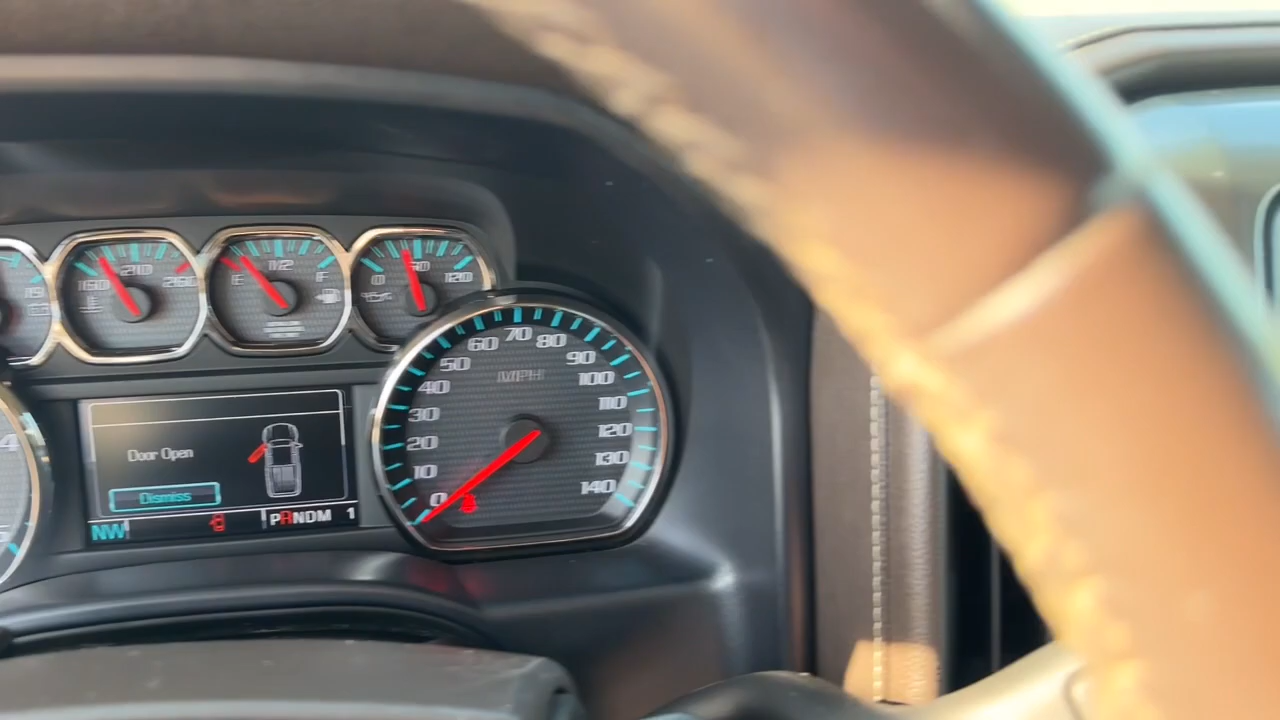 160 210 260
E 1/2 F
0 60 120
0 10 20 30 40 50 60 70 80 90 100 110 120 130 140
MPH
Door Open
Dismiss
NW
PRNDM 1
4